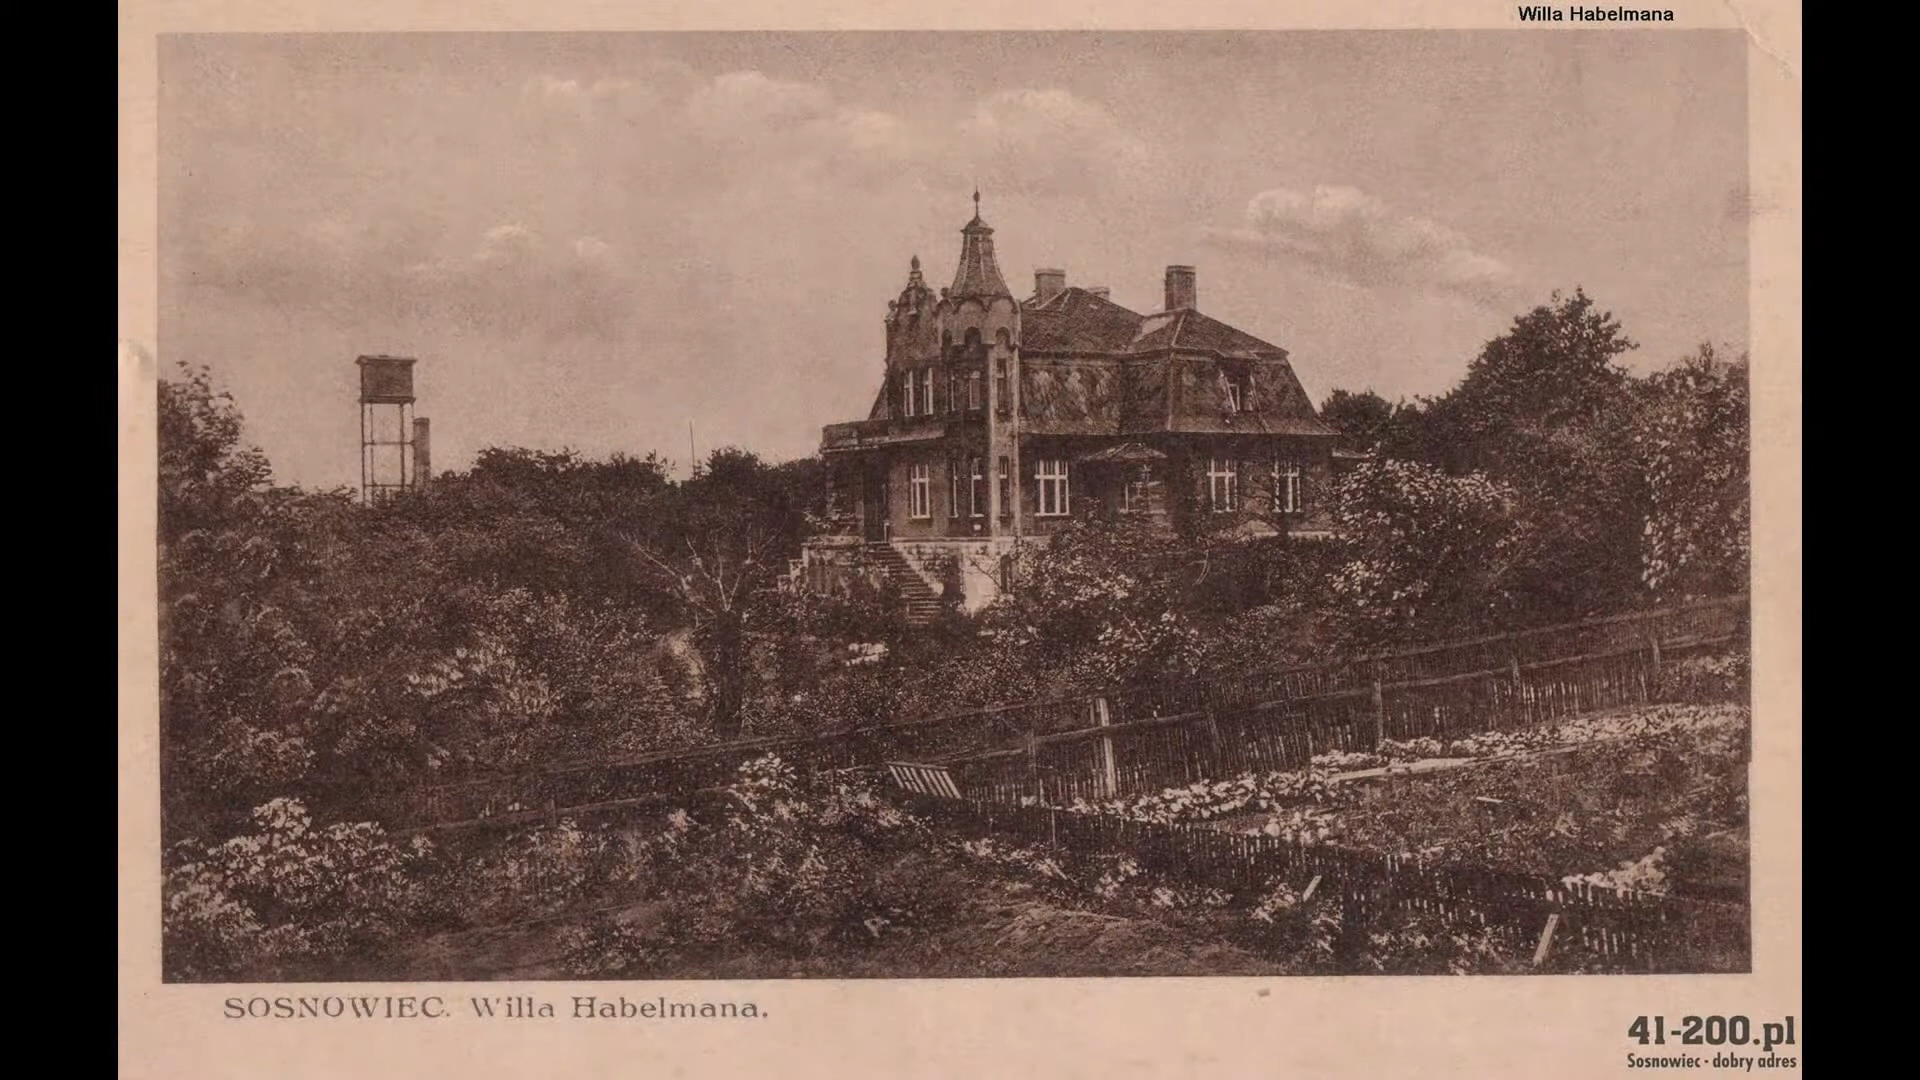 Willa Habelmana
SOSNOWIEC. Willa Habelmana.
41-200.pl
Sosnowiec - dobry adres